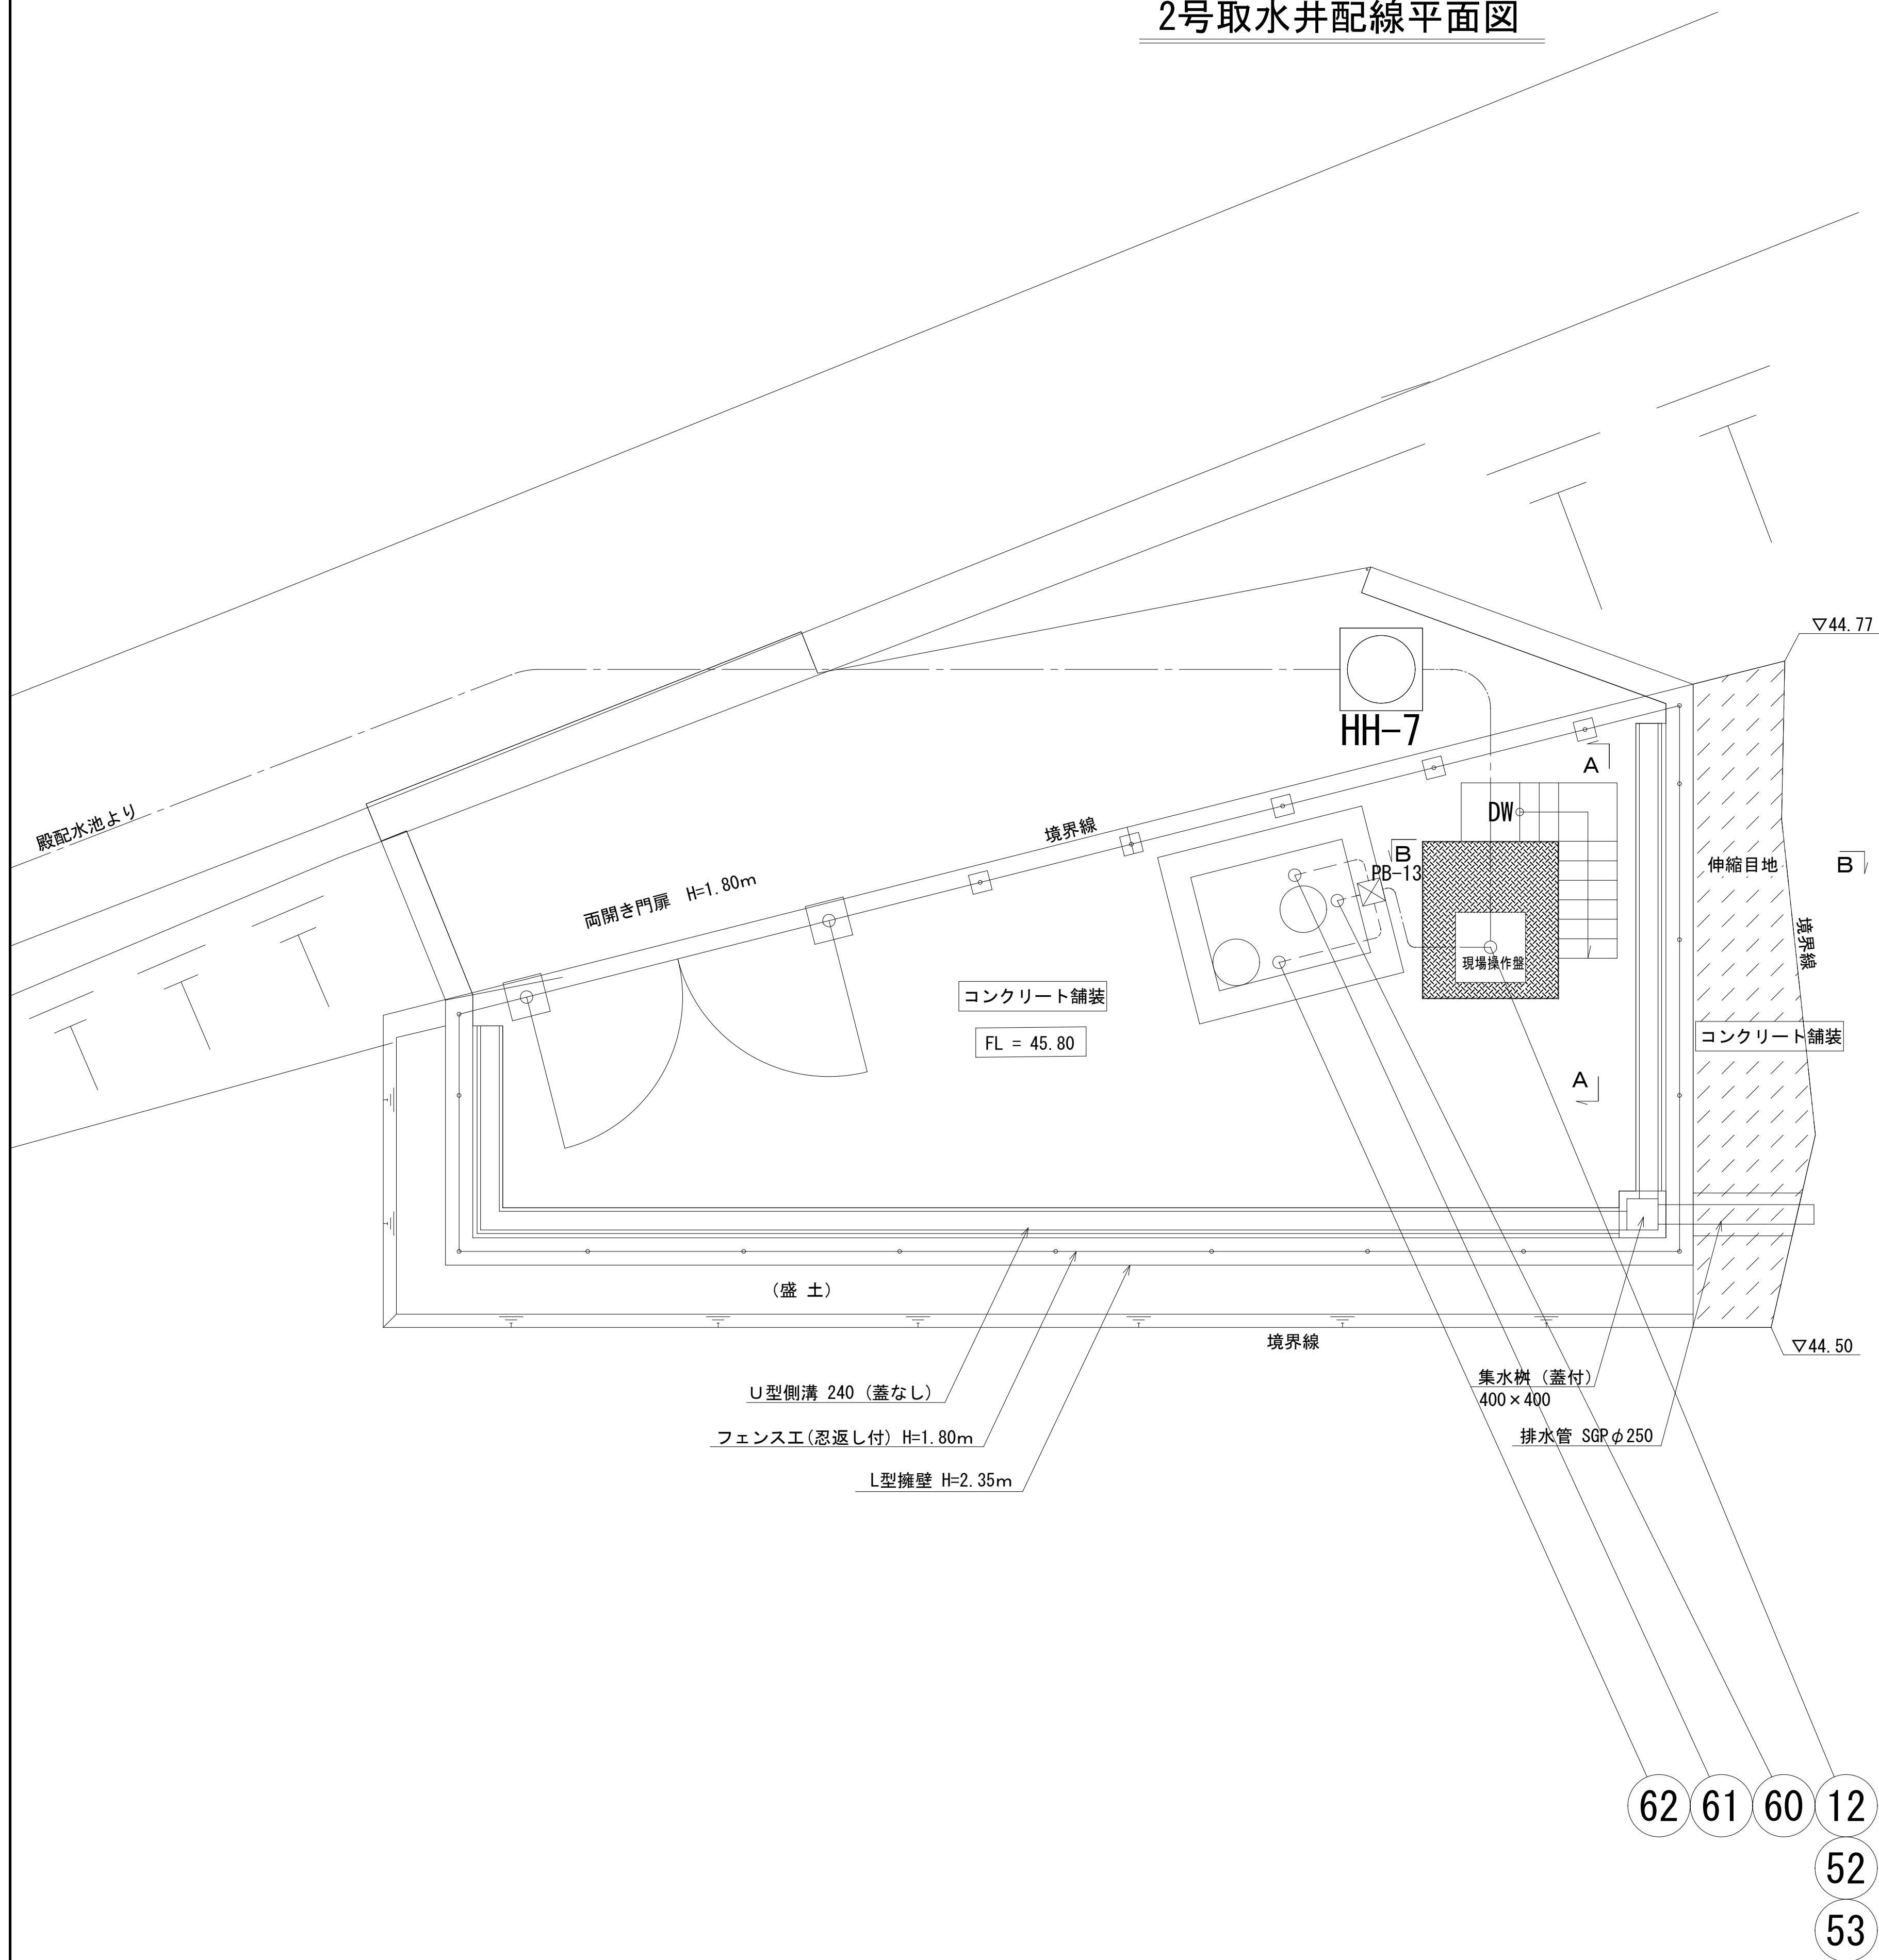 2号取水井配線平面図
▽44.77
HH-7
殿配水池より
A
DW
境界線
B
PB-13
伸縮目地
B
両開き門扉 H=1.80m
境界線
現場操作盤
コンクリート舗装
FL = 45.80
コンクリート舗装
A
(盛 土)
境界線
▽44.50
U型側溝 240 (蓋なし)
集水桝 (蓋付)
400×400
フェンス工(忍返し付) H=1.80m
排水管 SGPφ250
L型擁壁 H=2.35m
62 61 60 12
52
53